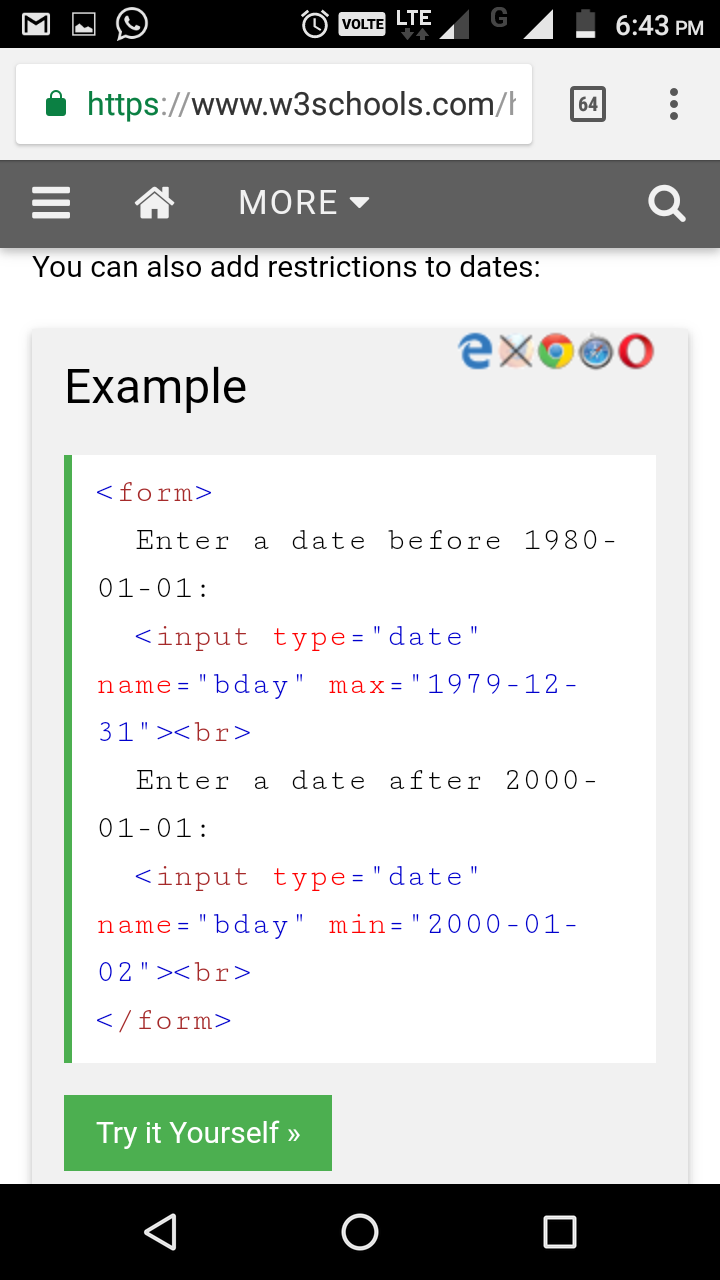 VOLTE LTE G 6:43 PM
https://www.w3schools.com/h 64
MORE
You can also add restrictions to dates:
Example
<form>
  Enter a date before 1980-
01-01:
  <input type="date"
name="bday" max="1979-12-
31"><br>
  Enter a date after 2000-
01-01:
  <input type="date"
name="bday" min="2000-01-
02"><br>
</form>
Try it Yourself »